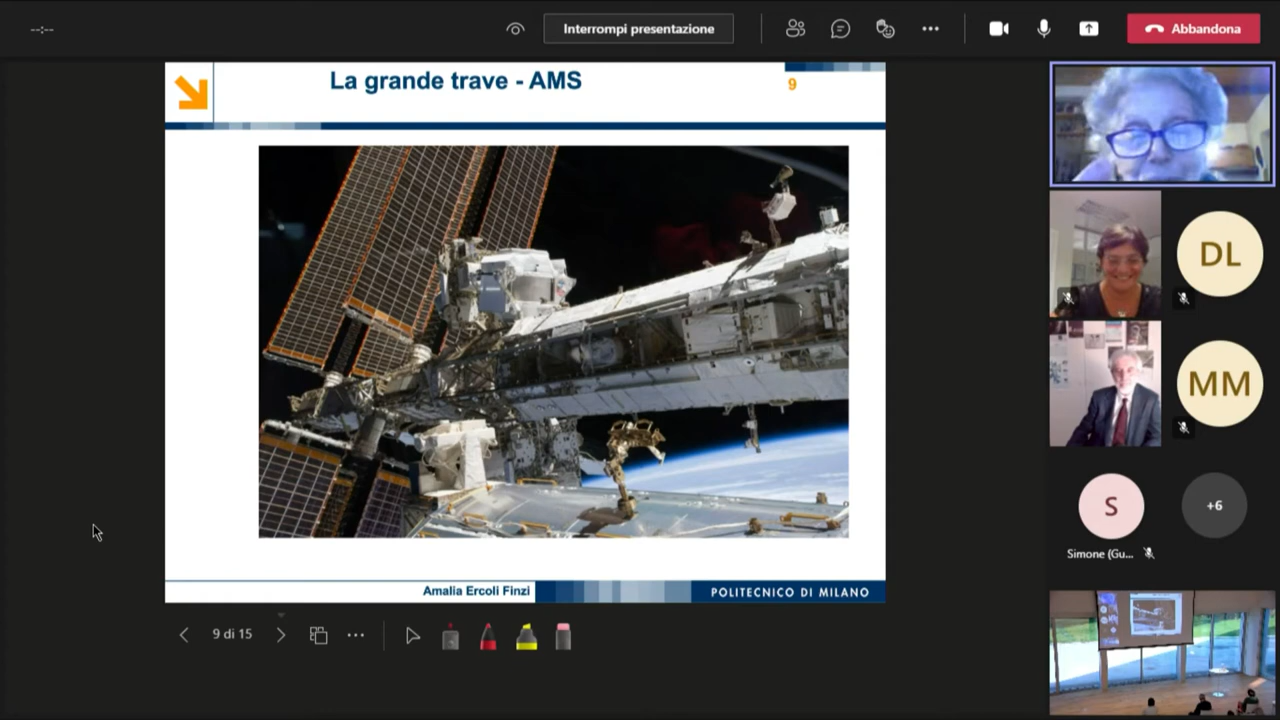 --:--
Interrompi presentazione
Abbandona
La grande trave - AMS
9
Amalia Ercoli Finzi
POLITECNICO DI MILANO
9 di 15
DL
MM
S
+6
Simone (Gu...